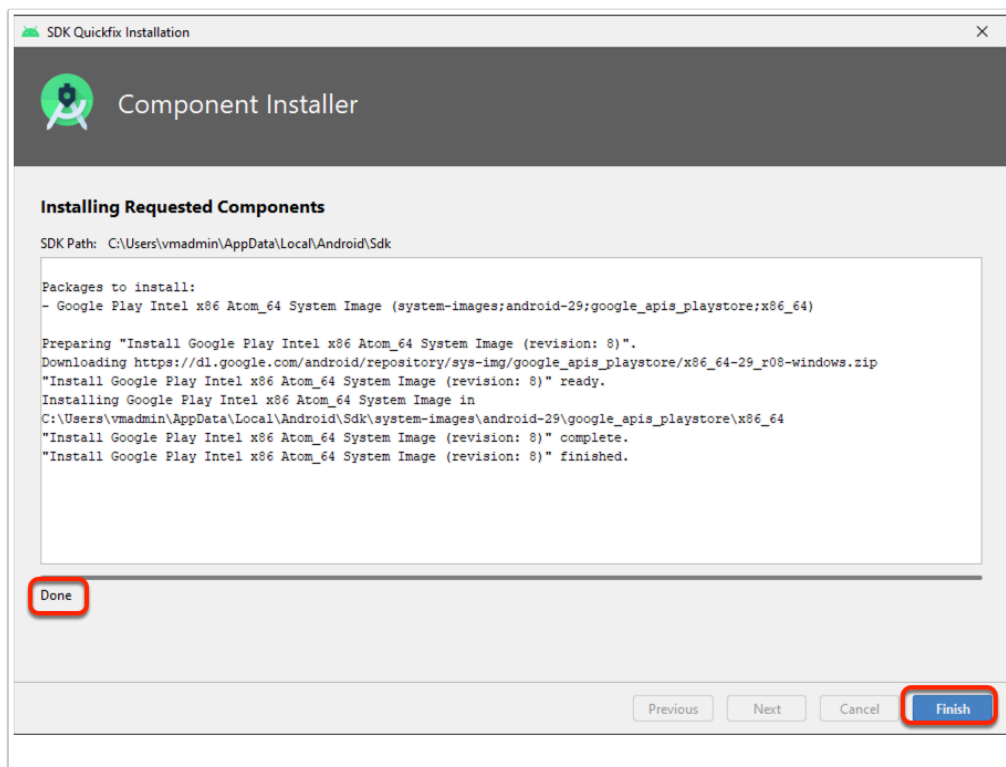 SDK Quickfix Installation
Component Installer
Installing Requested Components
SDK Path: C:\Users\vmadmin\AppData\Local\Android\Sdk
Packages to install:
- Google Play Intel x86 Atom_64 System Image (system-images;android-29;google_apis_playstore;x86_64)
Preparing "Install Google Play Intel x86 Atom_64 System Image (revision: 8)".
Downloading https://dl.google.com/android/repository/sys-img/google_apis_playstore/x86_64-29_r08-windows.zip
"Install Google Play Intel x86 Atom_64 System Image (revision: 8)" ready.
Installing Google Play Intel x86 Atom_64 System Image in
C:\Users\vmadmin\AppData\Local\Android\Sdk\system-images\android-29\google_apis_playstore\x86_64
"Install Google Play Intel x86 Atom_64 System Image (revision: 8)" complete.
"Install Google Play Intel x86 Atom_64 System Image (revision: 8)" finished.
Done
Previous Next Cancel Finish